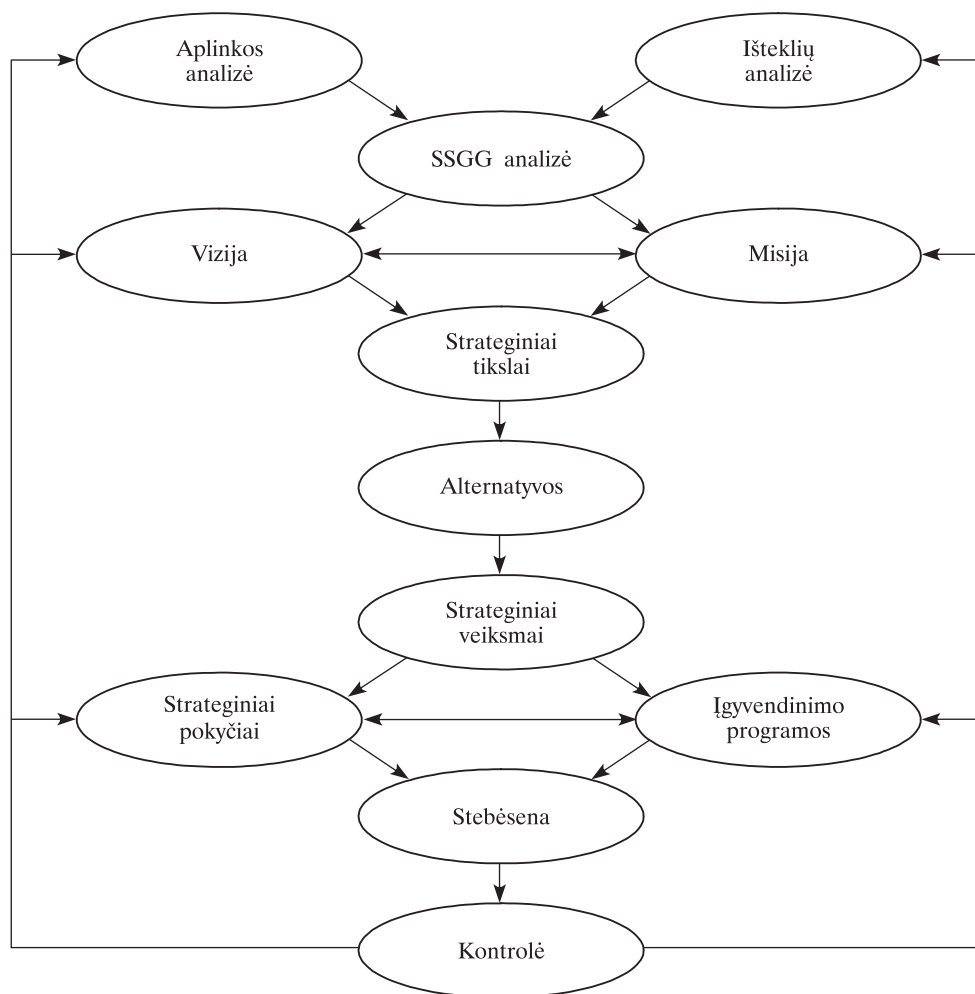 Aplinkos
analizė
Išteklių
analizė
SSGG analizė
Vizija
Misija
Strateginiai
tikslai
Alternatyvos
Strateginiai
veiksmai
Strateginiai
pokyčiai
Įgyvendinimo
programos
Stebėsena
Kontrolė